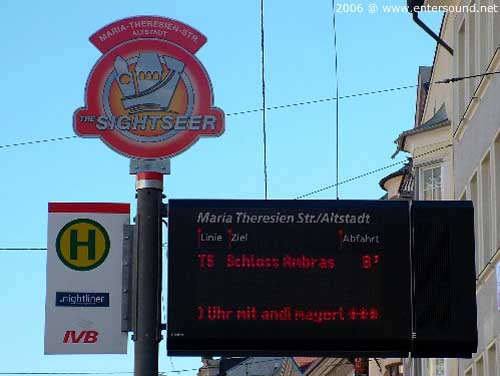 2006 @ www.entersound.net
MARIA-THERESIEN-STR.
ALTSTADT
THE SIGHTSEER
H
.nightliner
IVB
Maria Theresien Str./Altstadt
Linie Ziel Abfahrt
TS Schloss Ambras 8'
) Uhr mit andi mayerl ***